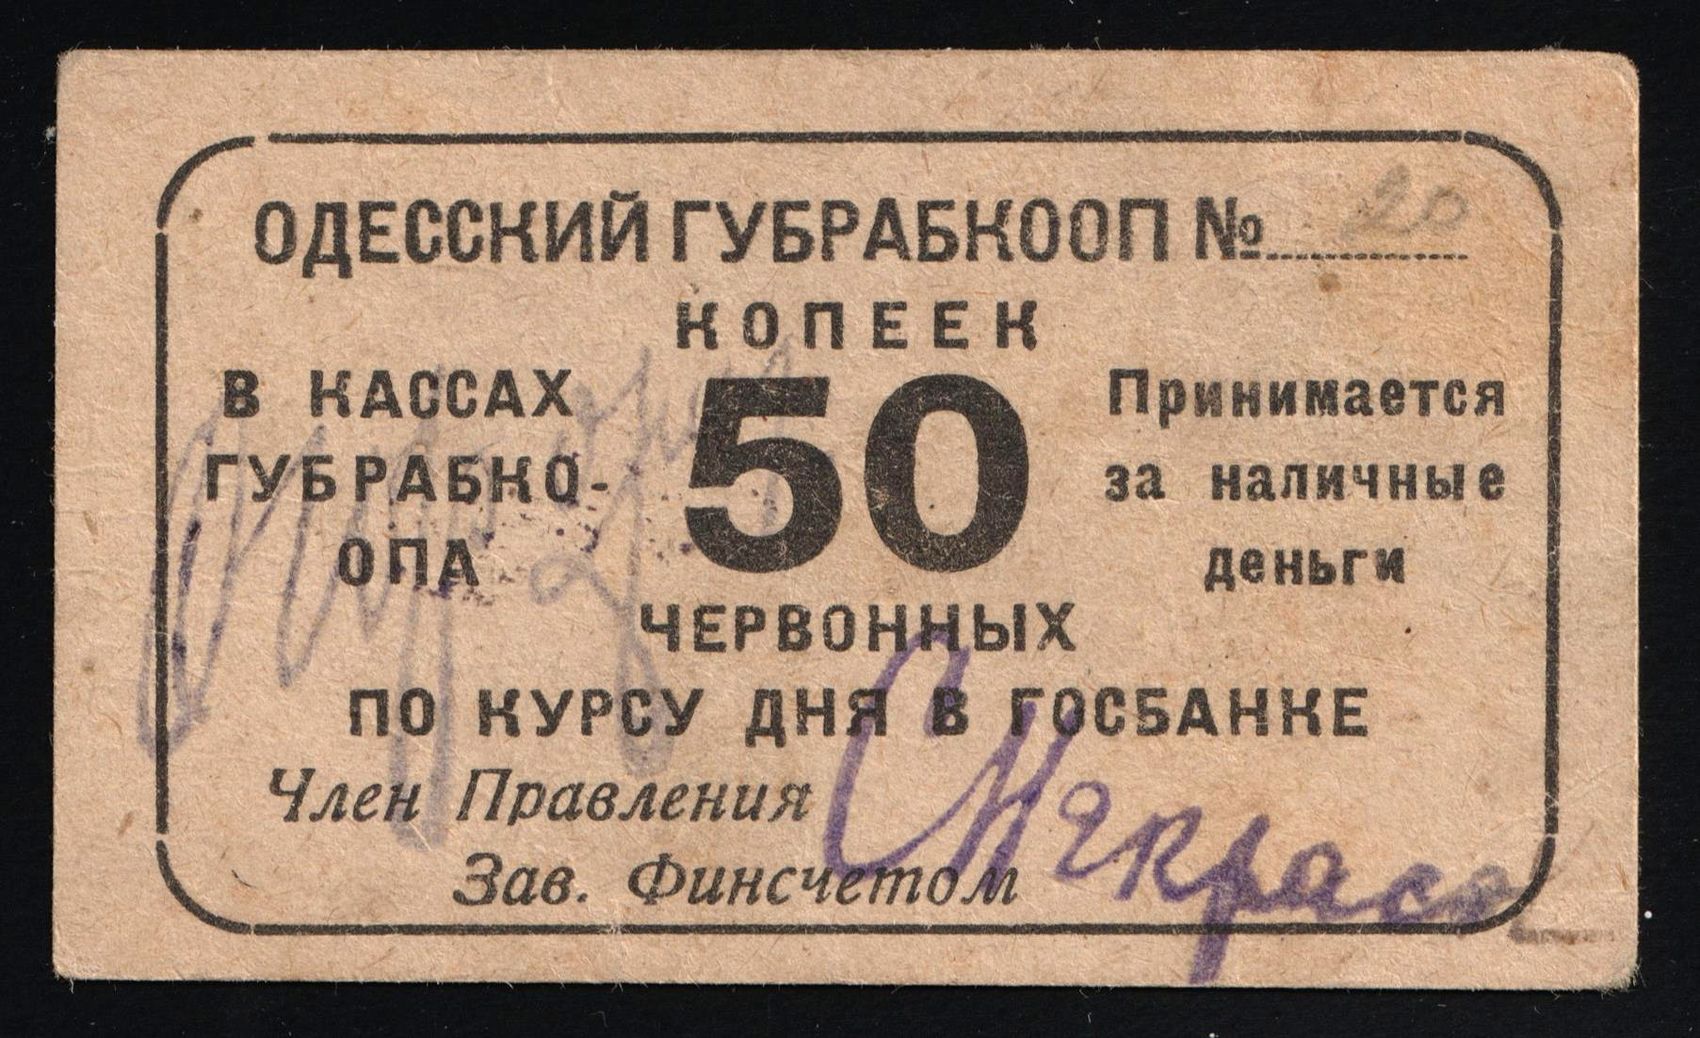 ОДЕССКИЙ ГУБРАБКООП № 20
КОПЕЕК
В КАССАХ
ГУБРАБКО-
ОПА
50
Принимается
за наличные
деньги
ЧЕРВОННЫХ
ПО КУРСУ ДНЯ В ГОСБАНКЕ
Член Правления
Зав. Финсчетом